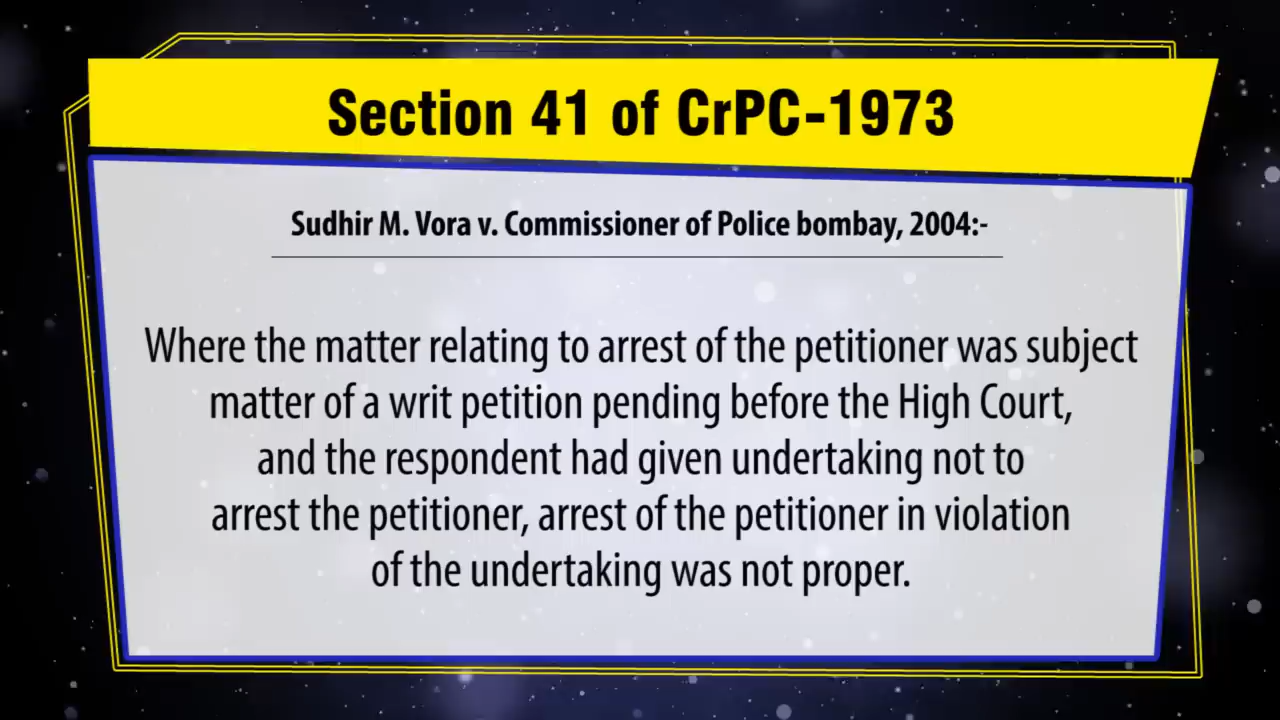 Section 41 of CrPC-1973
Sudhir M. Vora v. Commissioner of Police bombay, 2004:-
Where the matter relating to arrest of the petitioner was subject
matter of a writ petition pending before the High Court,
and the respondent had given undertaking not to
arrest the petitioner, arrest of the petitioner in violation
of the undertaking was not proper.